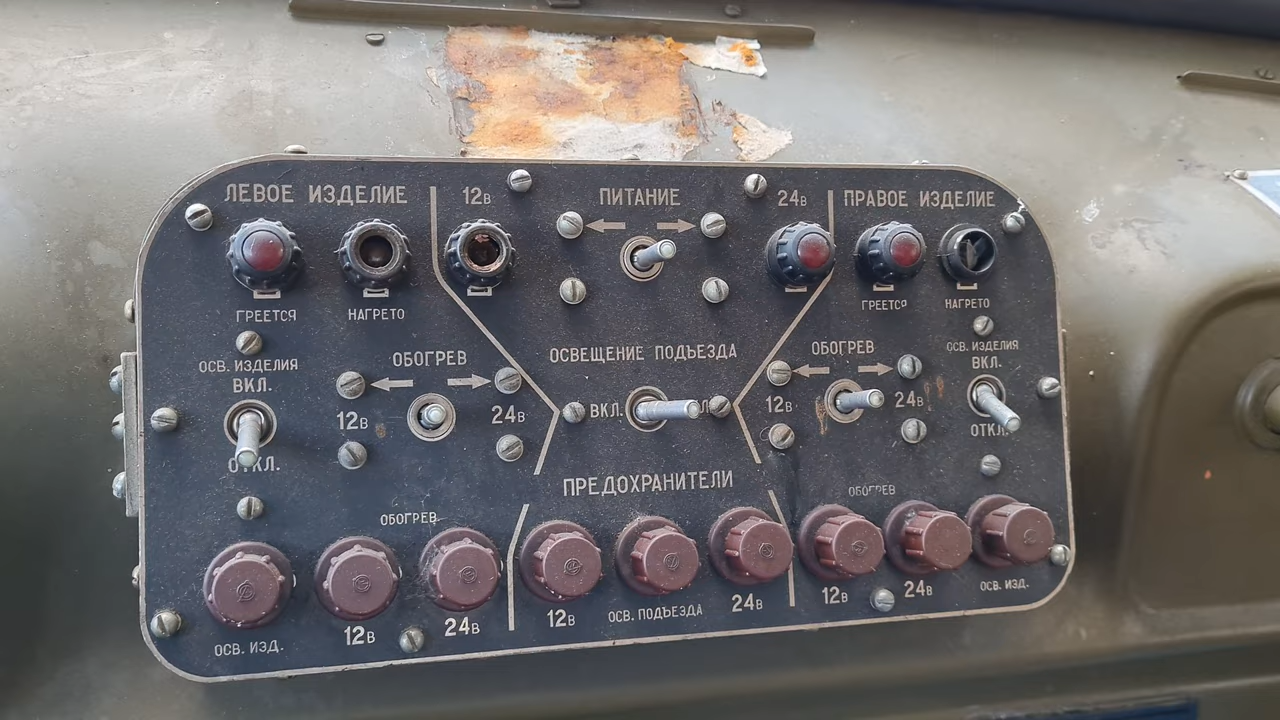 ЛЕВОЕ ИЗДЕЛИЕ
ГРЕЕТСЯ
НАГРЕТО
ОСВ. ИЗДЕЛИЯ
ВКЛ.
ОТКЛ.
ОБОГРЕВ
12В
24В
12В
ПИТАНИЕ
24В
ОСВЕЩЕНИЕ ПОДЪЕЗДА
ВКЛ.
ПРАВОЕ ИЗДЕЛИЕ
ГРЕЕТСЯ
НАГРЕТО
ОБОГРЕВ
12В
24В
ОСВ. ИЗДЕЛИЯ
ВКЛ.
ОТКЛ.
ПРЕДОХРАНИТЕЛИ
ОБОГРЕВ
ОСВ. ИЗД.
12В
24В
12В
ОСВ. ПОДЪЕЗДА
24В
ОБОГРЕВ
12В
24В
ОСВ. ИЗД.